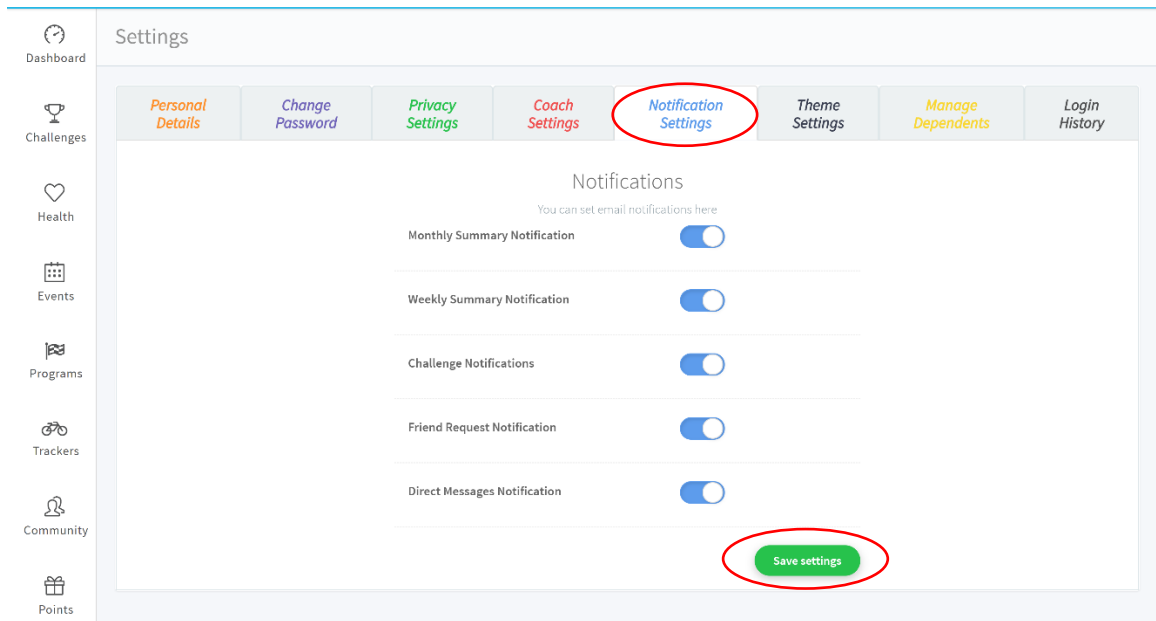 Dashboard
Challenges
Health
Events
Programs
Trackers
Community
Points
Settings
Personal
Details
Change
Password
Privacy
Settings
Coach
Settings
Notification
Settings
Theme
Settings
Manage
Dependents
Login
History
Notifications
You can set email notifications here
Monthly Summary Notification
Weekly Summary Notification
Challenge Notifications
Friend Request Notification
Direct Messages Notification
Save settings